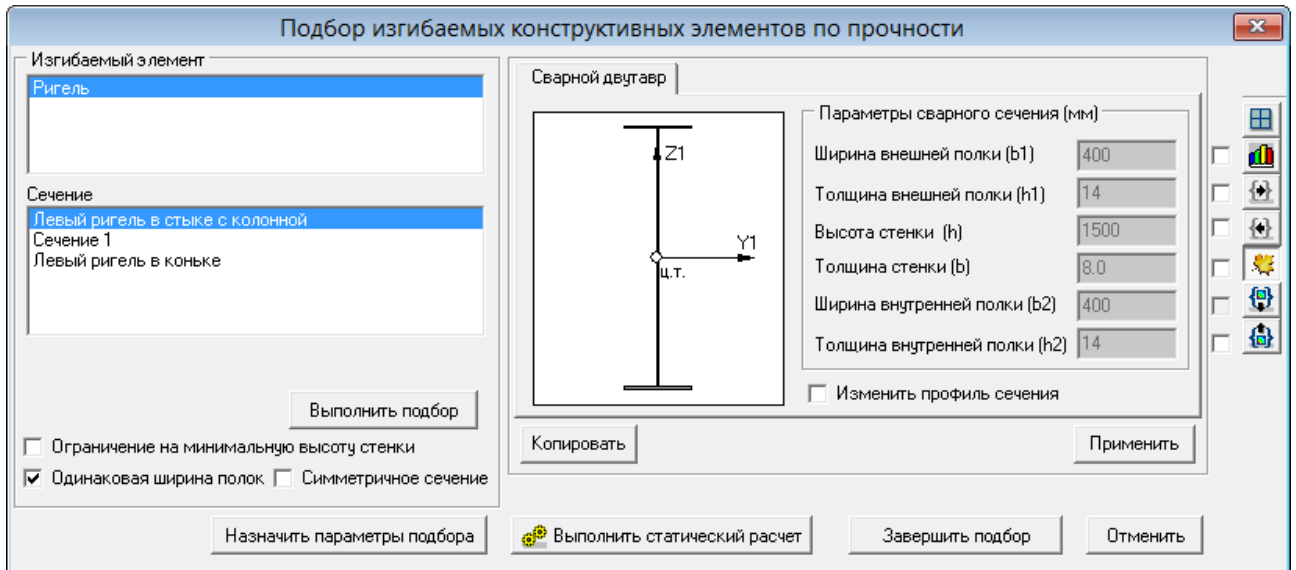 Подбор изгибаемых конструктивных элементов по прочности
Изгибаемый элемент
Ригель
Сечение
Левый ригель в стыке с колонной
Сечение 1
Левый ригель в коньке
Выполнить подбор
Ограничение на минимальную высоту стенки
Одинаковая ширина полок
Симметричное сечение
Сварной двутавр
Z1
Y1
ц.т.
Параметры сварного сечения (мм)
Ширина внешней полки (b1) 400
Толщина внешней полки (h1) 14
Высота стенки (h) 1500
Толщина стенки (b) 8.0
Ширина внутренней полки (b2) 400
Толщина внутренней полки (h2) 14
Изменить профиль сечения
Копировать
Применить
Назначить параметры подбора
Выполнить статический расчет
Завершить подбор
Отменить